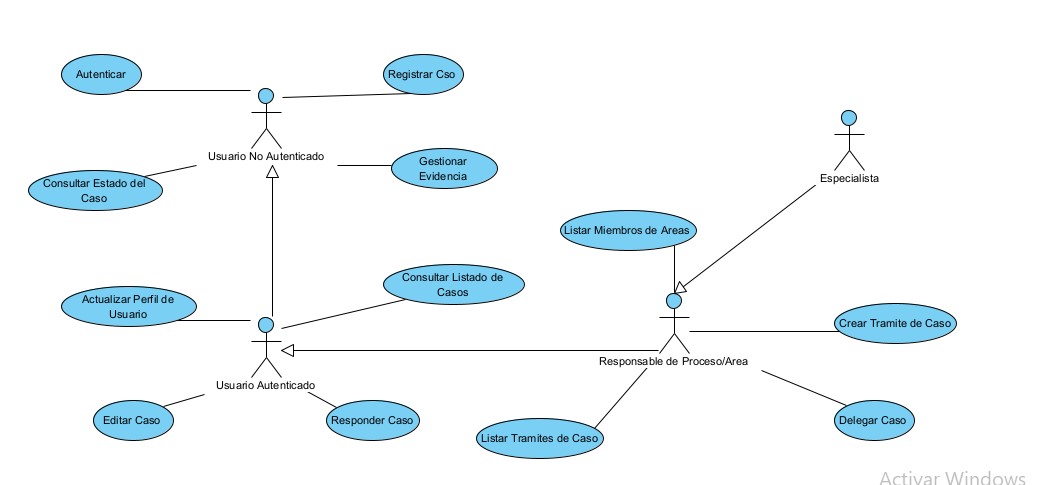 Autenticar
Registrar Cso
Usuario No Autenticado
Gestionar
Evidencia
Consultar Estado del
Caso
Especialista
Listar Miembros de Areas
Consultar Listado de
Casos
Actualizar Perfil de
Usuario
Crear Tramite de Caso
Responsable de Proceso/Area
Usuario Autenticado
Editar Caso
Responder Caso
Listar Tramites de Caso
Delegar Caso
Activar Windows